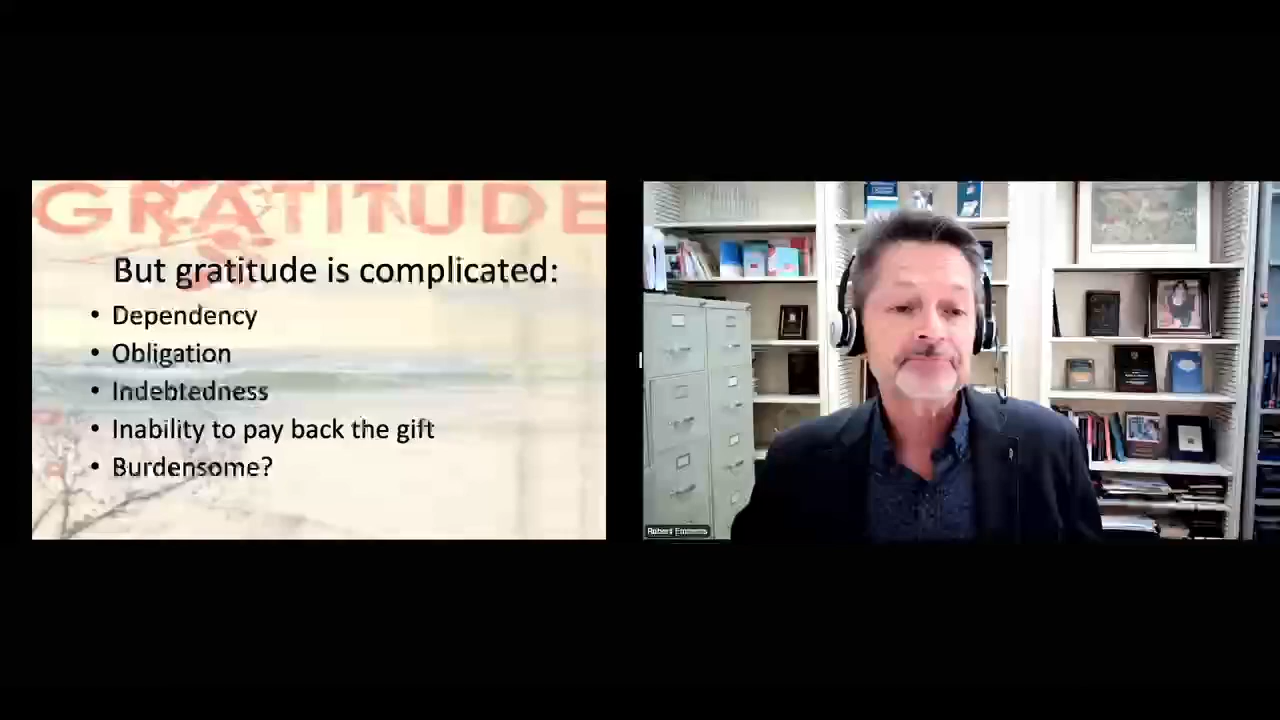 GRATITUDE
But gratitude is complicated:
• Dependency
• Obligation
• Indebtedness
• Inability to pay back the gift
• Burdensome?
Robert Emmons